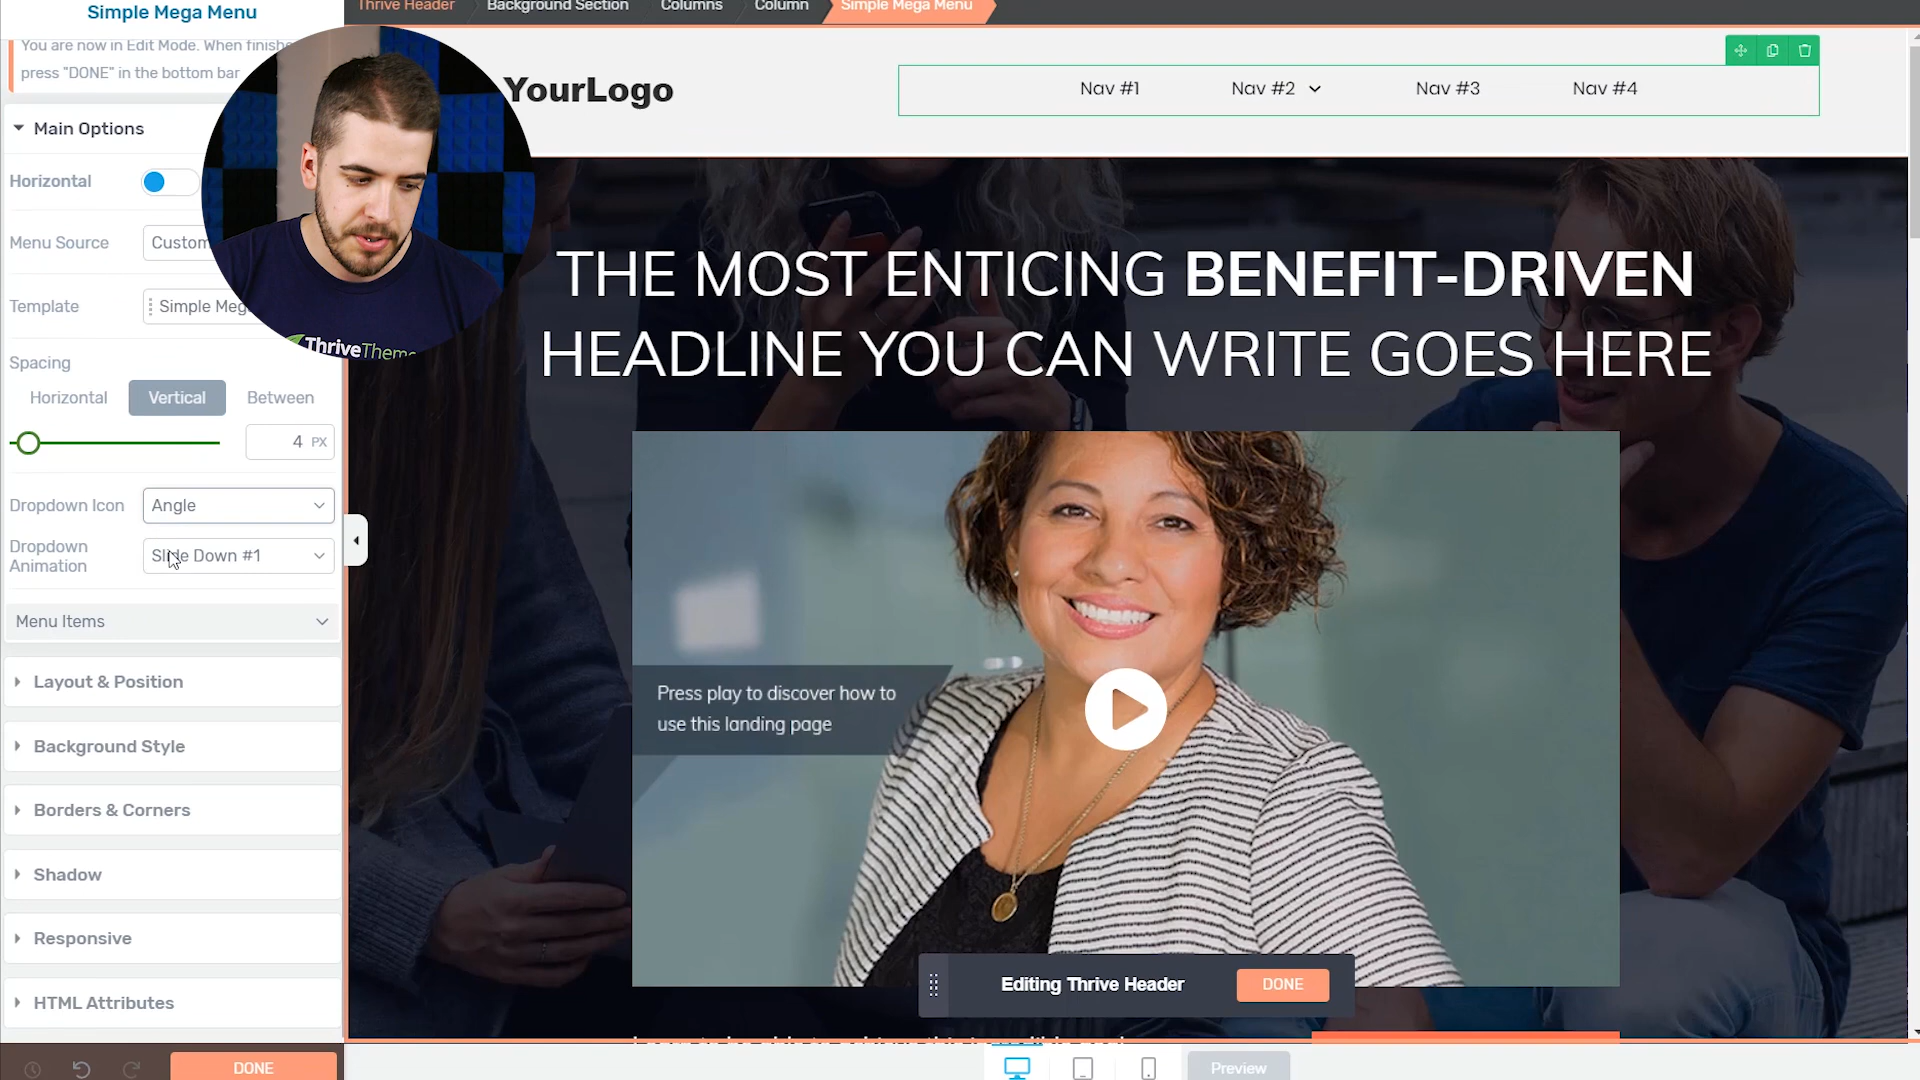 Simple Mega Menu
Thrive Header
Background Section
Columns
Column
Simple Mega Menu
You are now in Edit Mode. When
press "DONE" in the bottom bar
Main Options
Horizontal
Menu Source
Template
Simple
Spacing
Horizontal
Vertical
Between
4 PX
Dropdown Icon
Angle
Dropdown
Animation
Slide Down #1
Menu Items
Layout & Position
Background Style
Borders & Corners
Shadow
Responsive
HTML Attributes
DONE
YourLogo
Nav #1
Nav #2
Nav #3
Nav #4
THE MOST ENTICING BENEFIT-DRIVEN
HEADLINE YOU CAN WRITE GOES HERE
Press play to discover how to
use this landing page
Editing Thrive Header
DONE
Preview